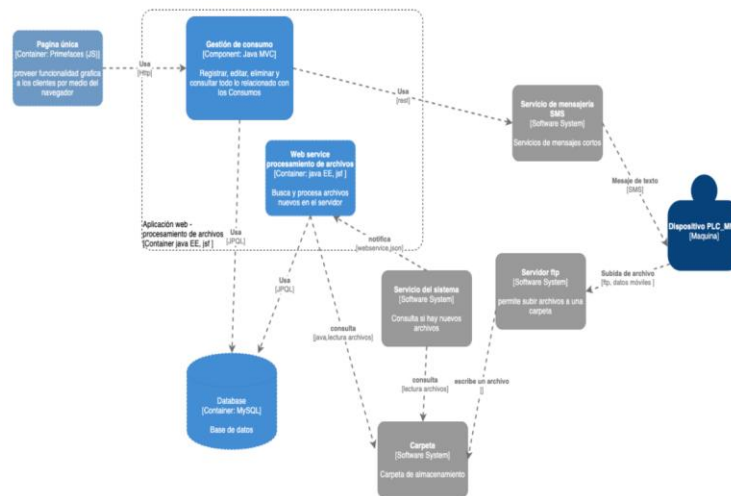 Pagina única
[Container: Primefaces (JS)]
proveer funcionalidad grafica
a los clientes por medio del
navegador
Usa
[Http]
Gestión de consumo
[Component: Java MVC]
Registrar, editar, eliminar y
consultar todo lo relacionado con
los Consumos
Usa
[rest]
Servicio de mensajería
SMS
[Software System]
Servicios de mensajes cortos
Web service
procesamiento de archivos
[Container: java EE, jsf ]
Busca y procesa archivos
nuevos en el servidor
Mesaje de texto
[SMS]
Dispositivo PLC_M
[Maquina]
Aplicación web -
procesamiento de archivos
[Container java EE, jsf ]
Usa
[JPQL]
notifica
[webservice,json]
Servicio del sistema
[Software System]
Consulta si hay nuevos
archivos
Servidor ftp
[Software System]
permite subir archivos a una
carpeta
Subida de archivo
[ftp, datos móviles ]
Usa
[JPQL]
consulta
[java,lectura archivos]
consulta
[lectura archivos]
escribe un archivo
[]
Database
[Container: MySQL]
Base de datos
Carpeta
[Software System]
Carpeta de almacenamiento